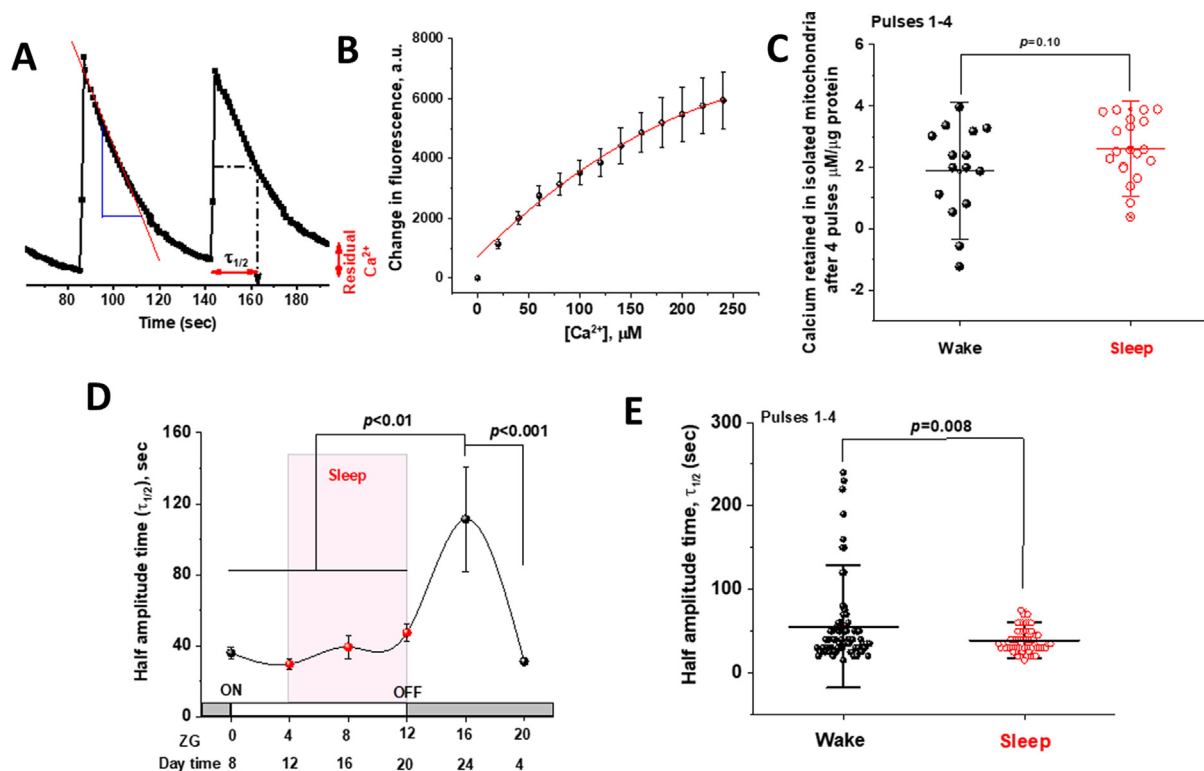 A
80 100 120 140 160 180
Time (sec)
τ1/2
Residual
Ca2+
B
Change in fluorescence, a.u.
8000
6000
4000
2000
0
0 50 100 150 200 250
[Ca2+], μM
C
Pulses 1-4
p=0.10
Calcium retained in isolated mitochondria
after 4 pulses μM/μg protein
6
4
2
0
-2
Wake Sleep
D
p<0.01
p<0.001
Half amplitude time (τ1/2), sec
160
120
80
40
0
Sleep
ON OFF
ZG 0 4 8 12 16 20
Day time 8 12 16 20 24 4
E
Pulses 1-4
p=0.008
Half amplitude time, τ1/2 (sec)
300
200
100
0
Wake Sleep